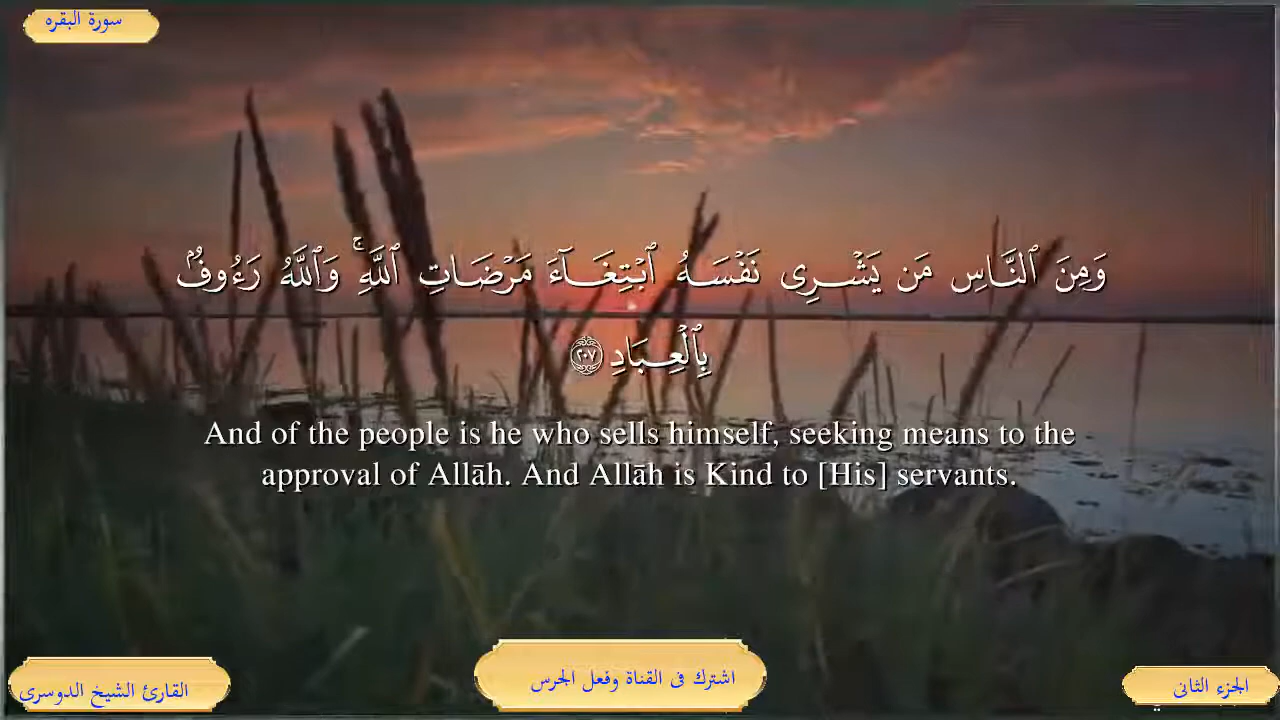 سورة البقره
وَمِنَ ٱلنَّاسِ مَن يَشْرِى نَفْسَهُ ٱبْتِغَآءَ مَرْضَاتِ ٱللَّهِ ۚ وَٱللَّهُ رَءُوفٌۢ
بِٱلْعِبَادِ ٢٠٧
And of the people is he who sells himself, seeking means to the
approval of Allāh. And Allāh is Kind to [His] servants.
القارئ الشيخ الدوسرى
اشترك فى القناة وفعل الجرس
الجزء الثانى